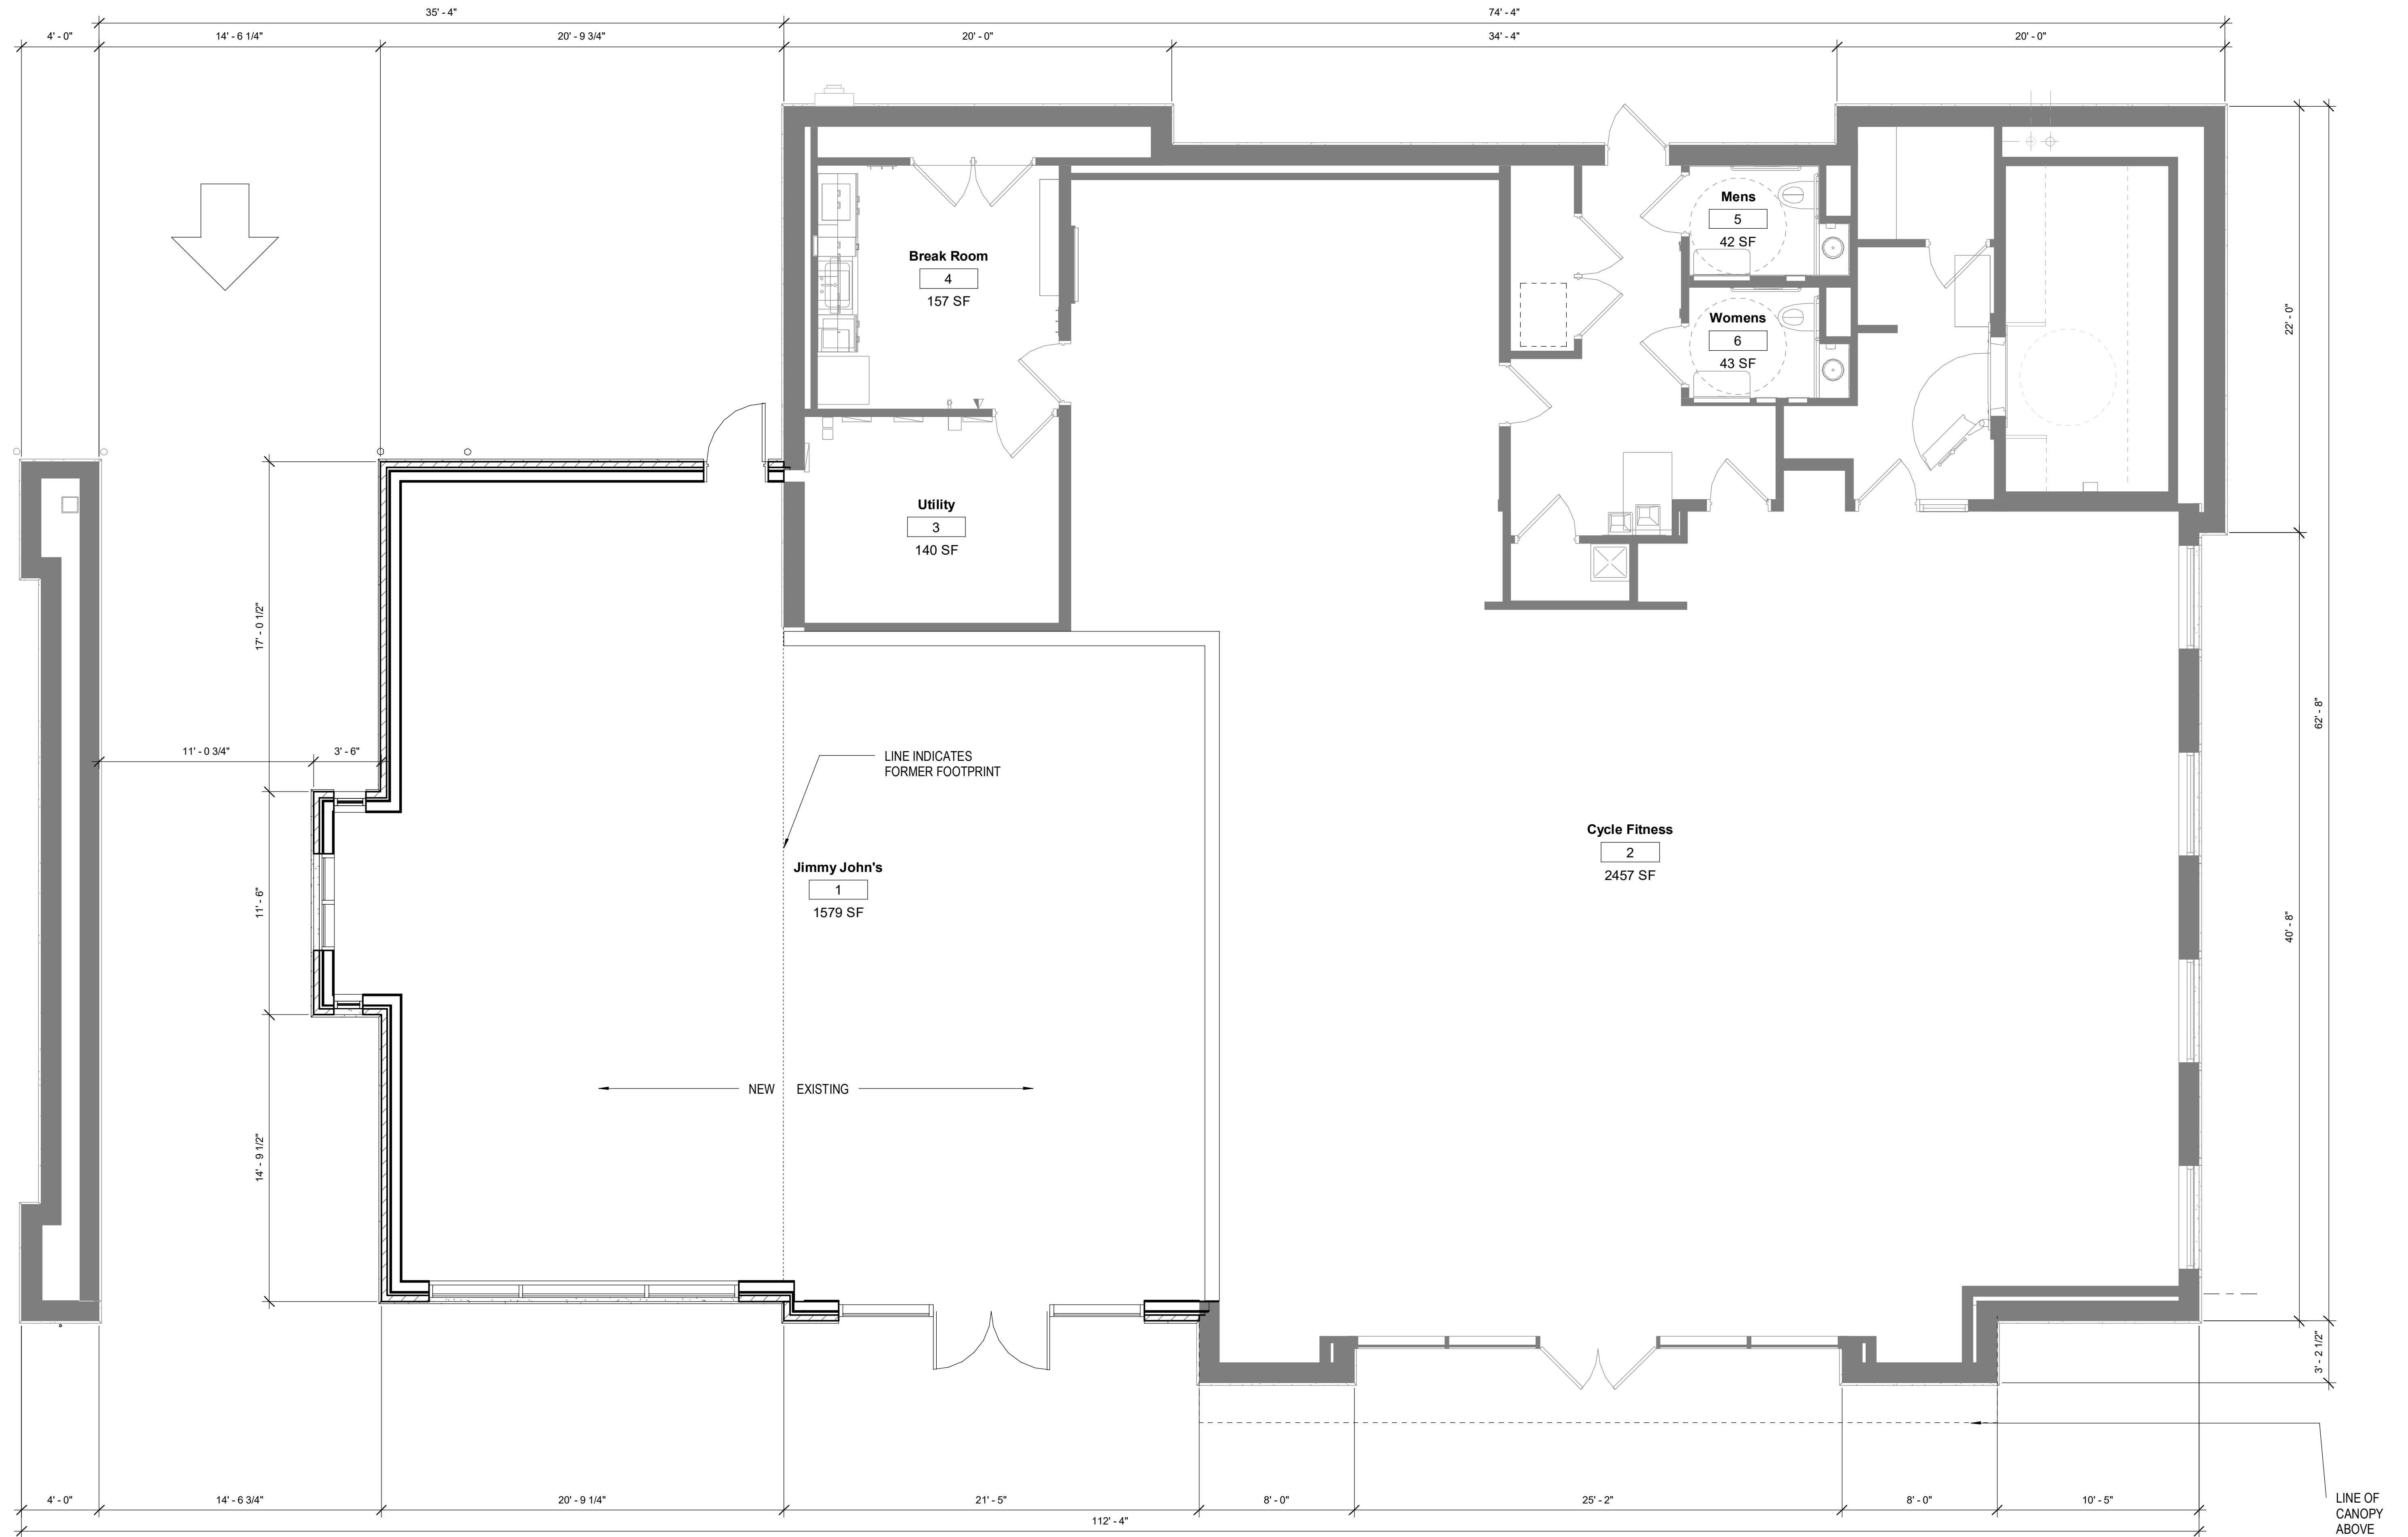 35' - 4"
74' - 4"
4' - 0"
14' - 6 1/4"
20' - 9 3/4"
20' - 0"
34' - 4"
20' - 0"
Mens
5
42 SF
Break Room
4
157 SF
Womens
6
43 SF
22' - 0"
Utility
3
140 SF
17' - 0 1/2"
62' - 8"
11' - 0 3/4"
3' - 6"
LINE INDICATES
FORMER FOOTPRINT
Cycle Fitness
2
2457 SF
Jimmy John's
1
1579 SF
11' - 6"
40' - 8"
NEW
EXISTING
14' - 9 1/2"
3' - 2 1/2"
4' - 0"
14' - 6 3/4"
20' - 9 1/4"
21' - 5"
8' - 0"
25' - 2"
8' - 0"
10' - 5"
112' - 4"
LINE OF
CANOPY
ABOVE